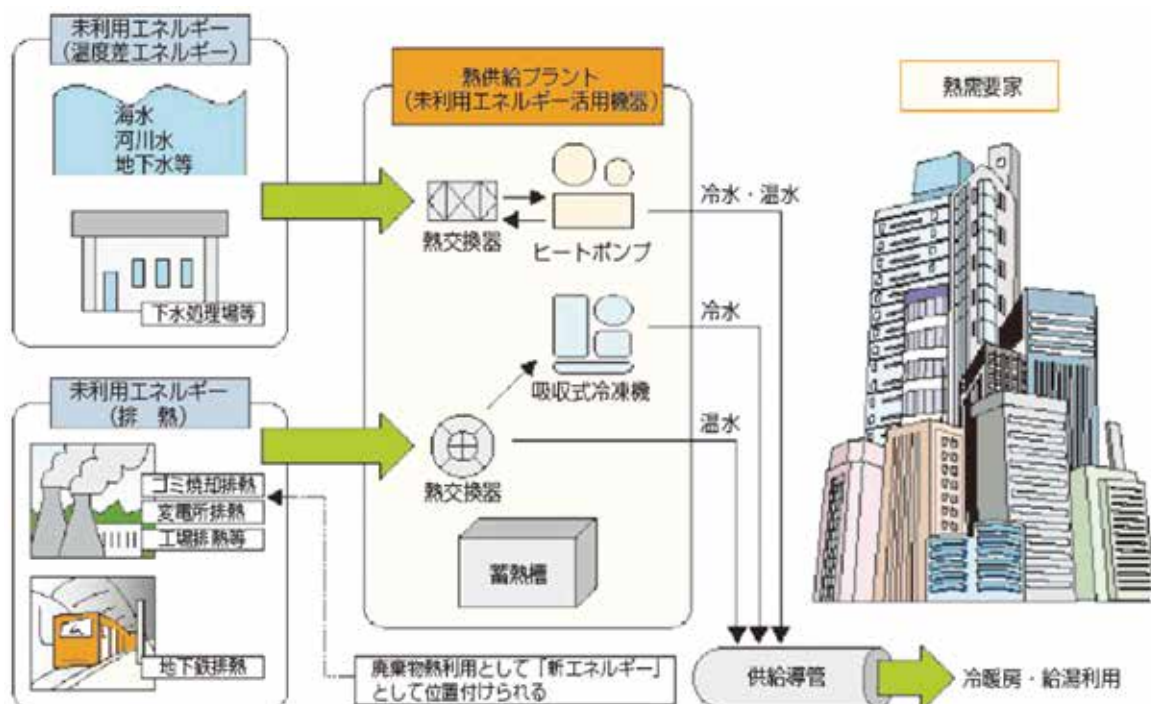 未利用エネルギー
(温度差エネルギー)
海水
河川水
地下水等
下水処理場等
未利用エネルギー
(排 熱)
ゴミ焼却排熱
変電所排熱
工場排熱等
地下鉄排熱
熱供給プラント
(未利用エネルギー活用機器)
熱交換器
ヒートポンプ
吸収式冷凍機
熱交換器
蓄熱槽
廃棄物熱利用として「新エネルギー」
として位置付けられる
冷水・温水
冷水
温水
供給導管
熱需要家
冷暖房・給湯利用